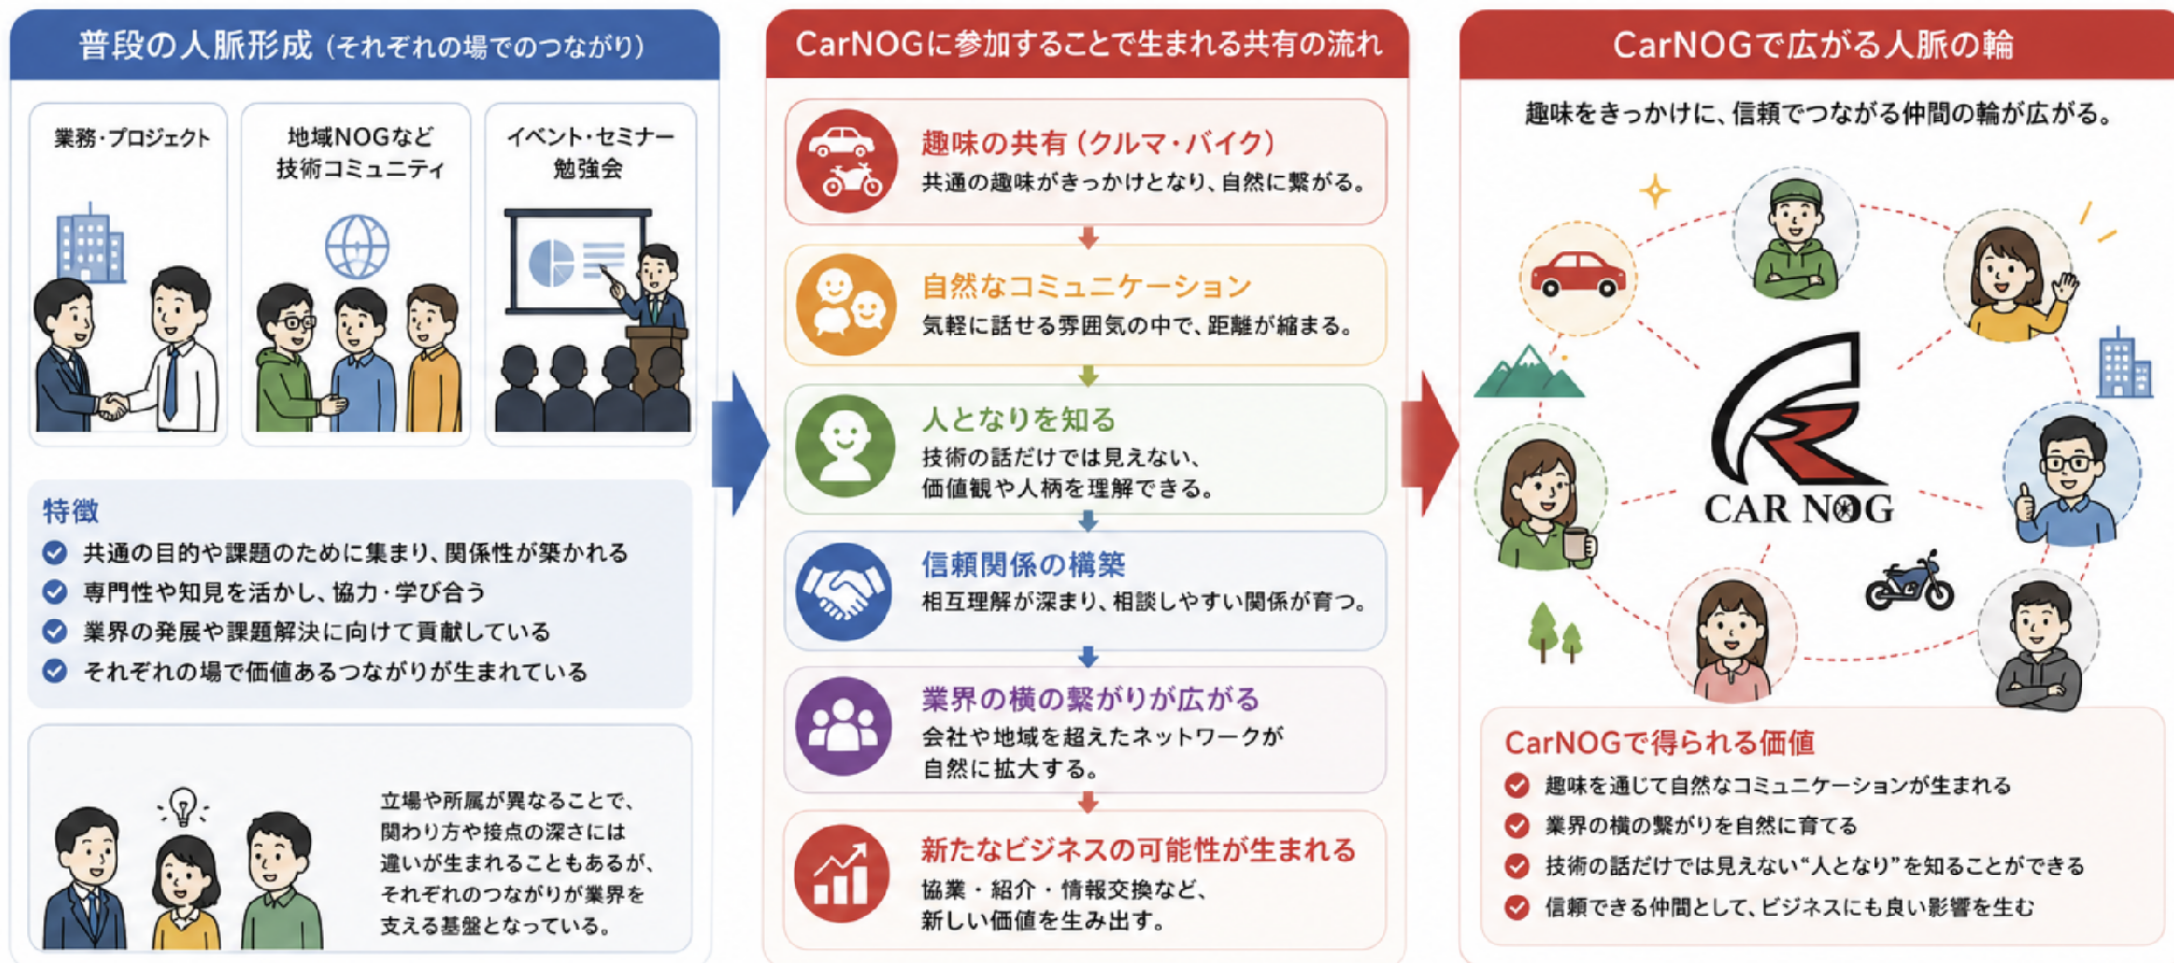 普段の人脈形成（それぞれの場でのつながり）
業務・プロジェクト
地域NOGなど
技術コミュニティ
イベント・セミナー
勉強会
特徴
共通の目的や課題のために集まり、関係性が築かれる
専門性や知見を活かし、協力・学び合う
業界の発展や課題解決に向けて貢献している
それぞれの場で価値あるつながりが生まれている
立場や所属が異なることで、
関わり方や接点の深さには
違いが生まれることもあるが、
それぞれのつながりが業界を
支える基盤となっている。
CarNOGに参加することで生まれる共有の流れ
趣味の共有（クルマ・バイク）
共通の趣味がきっかけとなり、自然に繋がる。
自然なコミュニケーション
気軽に話せる雰囲気の中で、距離が縮まる。
人となりを知る
技術の話だけでは見えない、
価値観や人柄を理解できる。
信頼関係の構築
相互理解が深まり、相談しやすい関係が育つ。
業界の横の繋がりが広がる
会社や地域を超えたネットワークが
自然に拡大する。
新たなビジネスの可能性が生まれる
協業・紹介・情報交換など、
新しい価値を生み出す。
CarNOGで広がる人脈の輪
趣味をきっかけに、信頼でつながる仲間の輪が広がる。
CAR NOG
CarNOGで得られる価値
趣味を通じて自然なコミュニケーションが生まれる
業界の横の繋がりを自然に育てる
技術の話だけでは見えない“人となり”を知ることができる
信頼できる仲間として、ビジネスにも良い影響を生む